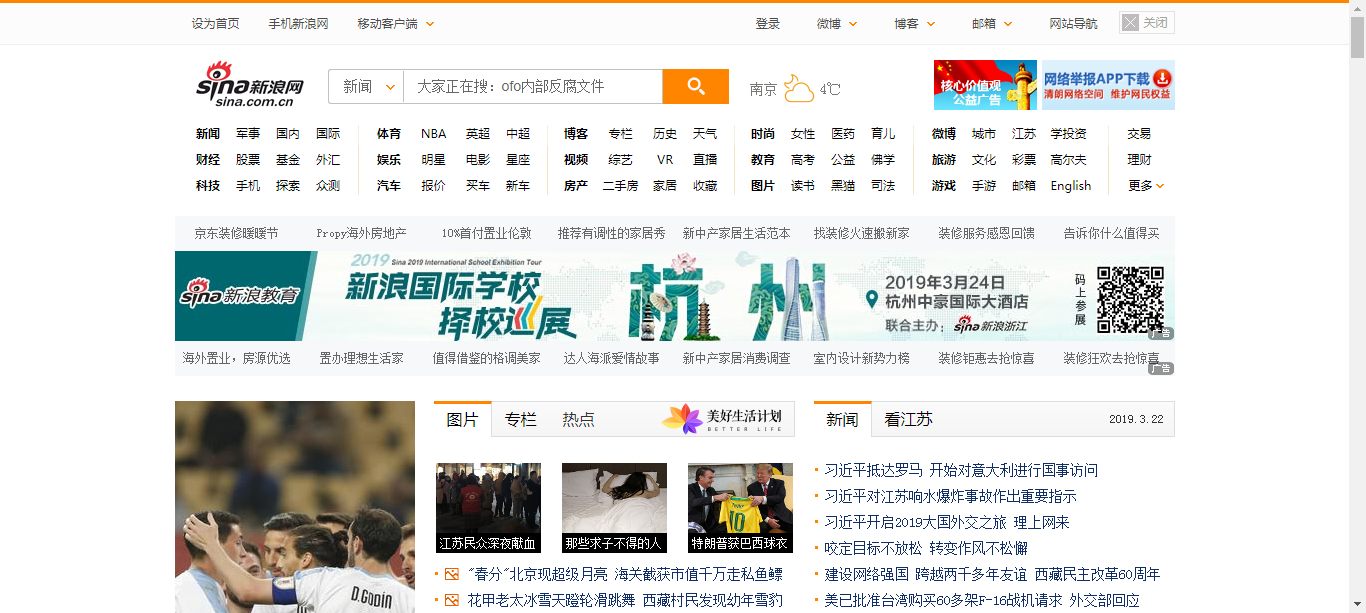 设为首页 手机新浪网 移动客户端 登录 微博 博客 邮箱 网站导航 关闭
sina新浪网
sina.com.cn
新闻 大家正在搜：ofo内部反腐文件 南京 4℃
核心价值观
公益广告
网络举报APP下载
清朗网络空间 维护网民权益
新闻 军事 国内 国际 体育 NBA 英超 中超 博客 专栏 历史 天气 时尚 女性 医药 育儿 微博 城市 江苏 学投资 交易
财经 股票 基金 外汇 娱乐 明星 电影 星座 视频 综艺 VR 直播 教育 高考 公益 佛学 旅游 文化 彩票 高尔夫 理财
科技 手机 探索 众测 汽车 报价 买车 新车 房产 二手房 家居 收藏 图片 读书 黑猫 司法 游戏 手游 邮箱 English 更多
京东装修暖暖节 Propy海外房地产 10%首付置业伦敦 推荐有调性的家居秀 新中产家居生活范本 找装修火速搬新家 装修服务感恩回馈 告诉你什么值得买
sina新浪教育
2019 Sina 2019 International School Exhibition Tour
新浪国际学校
择校巡展
杭州
2019年3月24日
杭州中豪国际大酒店
联合主办：sina新浪浙江
码上参展
广告
海外置业，房源优选 置办理想生活家 值得借鉴的格调美家 达人海派爱情故事 新中产家居消费调查 室内设计新势力榜 装修钜惠去抢惊喜 装修狂欢去抢惊喜
广告
D.GODIN
图片 专栏 热点 美好生活计划
BETTER LIFE
江苏民众深夜献血 那些求子不得的人 特朗普获巴西球衣
10
"春分"北京现超级月亮 海关截获市值千万走私鱼鳔
花甲老太冰雪天蹬轮滑跳舞 西藏村民发现幼年雪豹
新闻 看江苏 2019.3.22
习近平抵达罗马 开始对意大利进行国事访问
习近平对江苏响水爆炸事故作出重要指示
习近平开启2019大国外交之旅 理上网来
咬定目标不放松 转变作风不松懈
建设网络强国 跨越两千多年友谊 西藏民主改革60周年
美已批准台湾购买60多架F-16战机请求 外交部回应